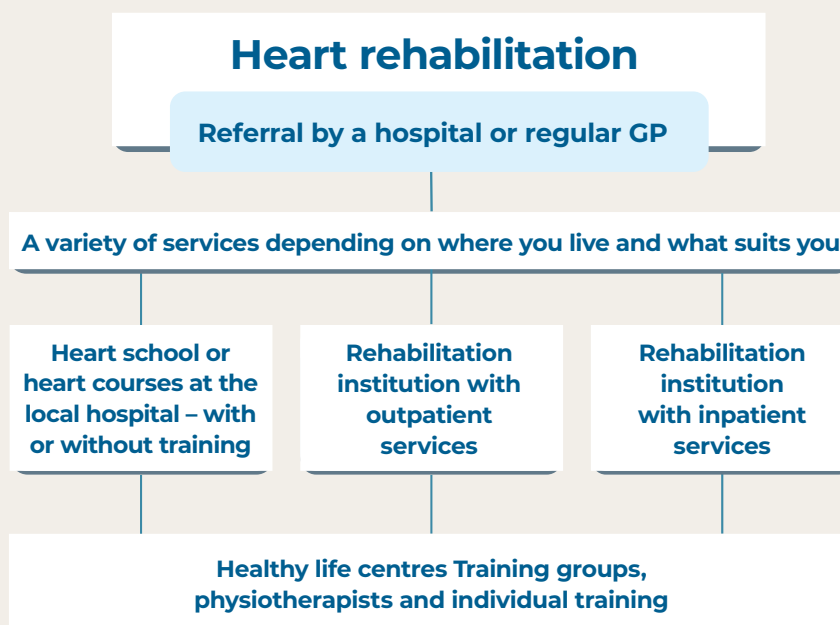 Heart rehabilitation
Referral by a hospital or regular GP
A variety of services depending on where you live and what suits you
Heart school or
heart courses at the
local hospital – with
or without training
Rehabilitation
institution with
outpatient
services
Rehabilitation
institution
with inpatient
services
Healthy life centres Training groups,
physiotherapists and individual training